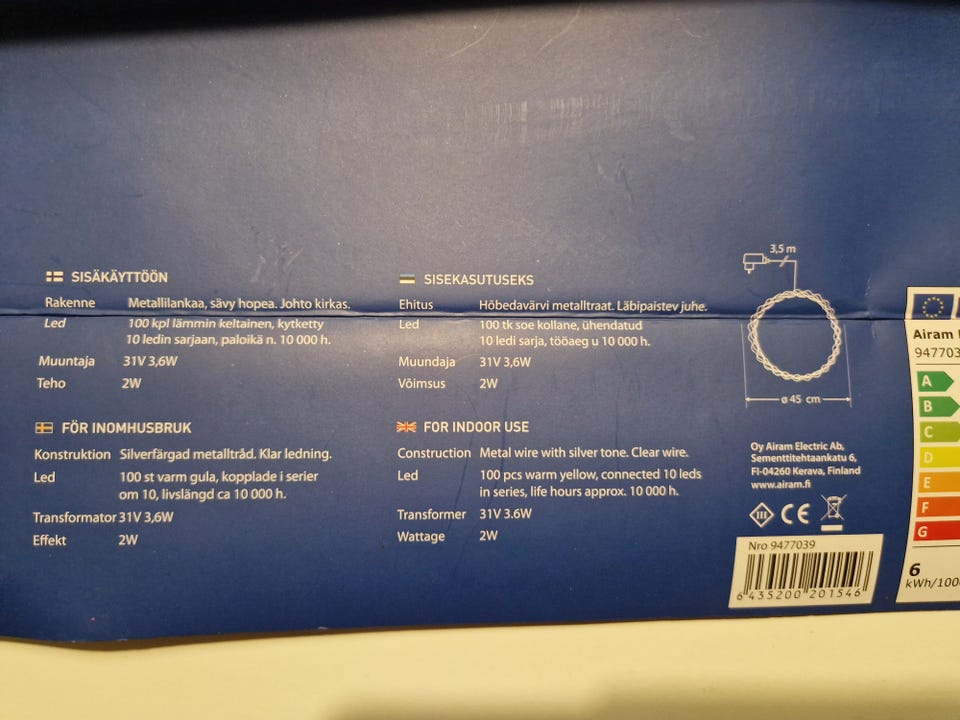 SISÄKÄYTTÖÖN
Rakenne Metallilankaa, sävy hopea. Johto kirkas.
Led 100 kpl lämmin keltainen, kytketty
10 ledin sarjaan, paloikä n. 10 000 h.
Muuntaja 31V 3,6W
Teho 2W
SISEKASUTUSEKS
Ehitus Hõbedavärvi metalltraat. Läbipaistev juhe.
Led 100 tk soe kollane, ühendatud
10 ledi sarja, tööaeg u 10 000 h.
Muundaja 31V 3,6W
Võimsus 2W
FÖR INOMHUSBRUK
Konstruktion Silverfärgad metalltråd. Klar ledning.
Led 100 st varm gula, kopplade i serier
om 10, livslängd ca 10 000 h.
Transformator 31V 3,6W
Effekt 2W
FOR INDOOR USE
Construction Metal wire with silver tone. Clear wire.
Led 100 pcs warm yellow, connected 10 leds
in series, life hours approx. 10 000 h.
Transformer 31V 3.6W
Wattage 2W
3,5 m
ø 45 cm
Oy Airam Electric Ab,
Sementtitehtaankatu 6,
FI-04260 Kerava, Finland
www.airam.fi
III CE
Nro 9477039
6 435200 201546
Airam
947703
A
B
C
D
E
F
G
6
kWh/100